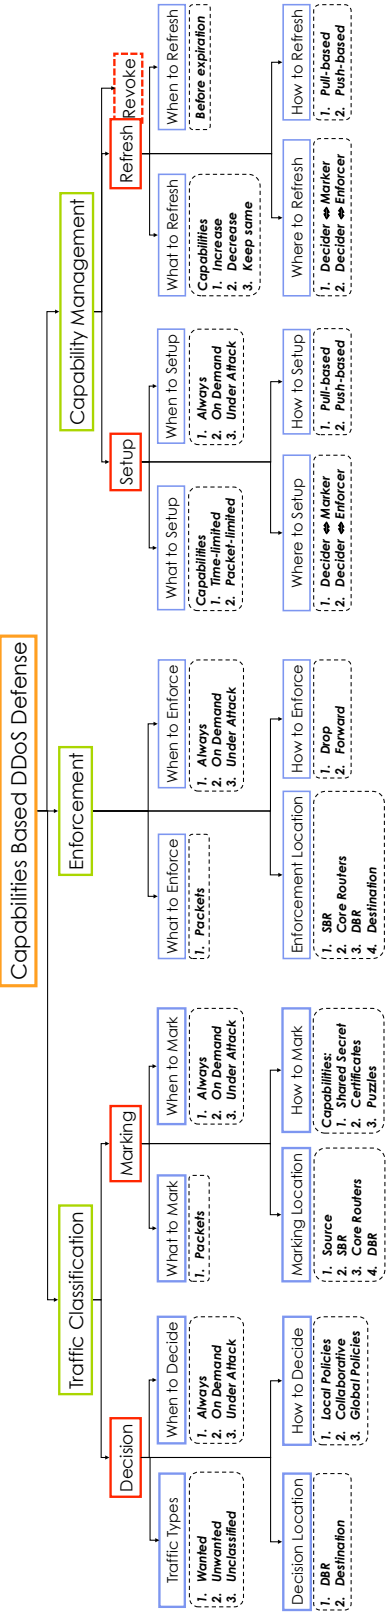 Capabilities Based DDoS Defense
Traffic Classification
Enforcement
Capability Management
Decision
Marking
Setup
Refresh
Revoke
Traffic Types
1. Wanted
2. Unwanted
3. Unclassified
When to Decide
1. Always
2. On Demand
3. Under Attack
Decision Location
1. DBR
2. Destination
How to Decide
1. Local Policies
2. Collaborative
3. Global Policies
What to Mark
1. Packets
When to Mark
1. Always
2. On Demand
3. Under Attack
Marking Location
1. Source
2. SBR
3. Core Routers
4. DBR
How to Mark
Capabilities:
1. Shared Secret
2. Certificates
3. Puzzles
What to Enforce
1. Packets
When to Enforce
1. Always
2. On Demand
3. Under Attack
Enforcement Location
1. SBR
2. Core Routers
3. DBR
4. Destination
How to Enforce
1. Drop
2. Forward
What to Setup
Capabilities
1. Time-limited
2. Packet-limited
When to Setup
1. Always
2. On Demand
3. Under Attack
Where to Setup
1. Decider ⇔ Marker
2. Decider ⇔ Enforcer
How to Setup
1. Pull-based
2. Push-based
What to Refresh
Capabilities
1. Increase
2. Decrease
3. Keep same
When to Refresh
Before expiration
Where to Refresh
1. Decider ⇔ Marker
2. Decider ⇔ Enforcer
How to Refresh
1. Pull-based
2. Push-based